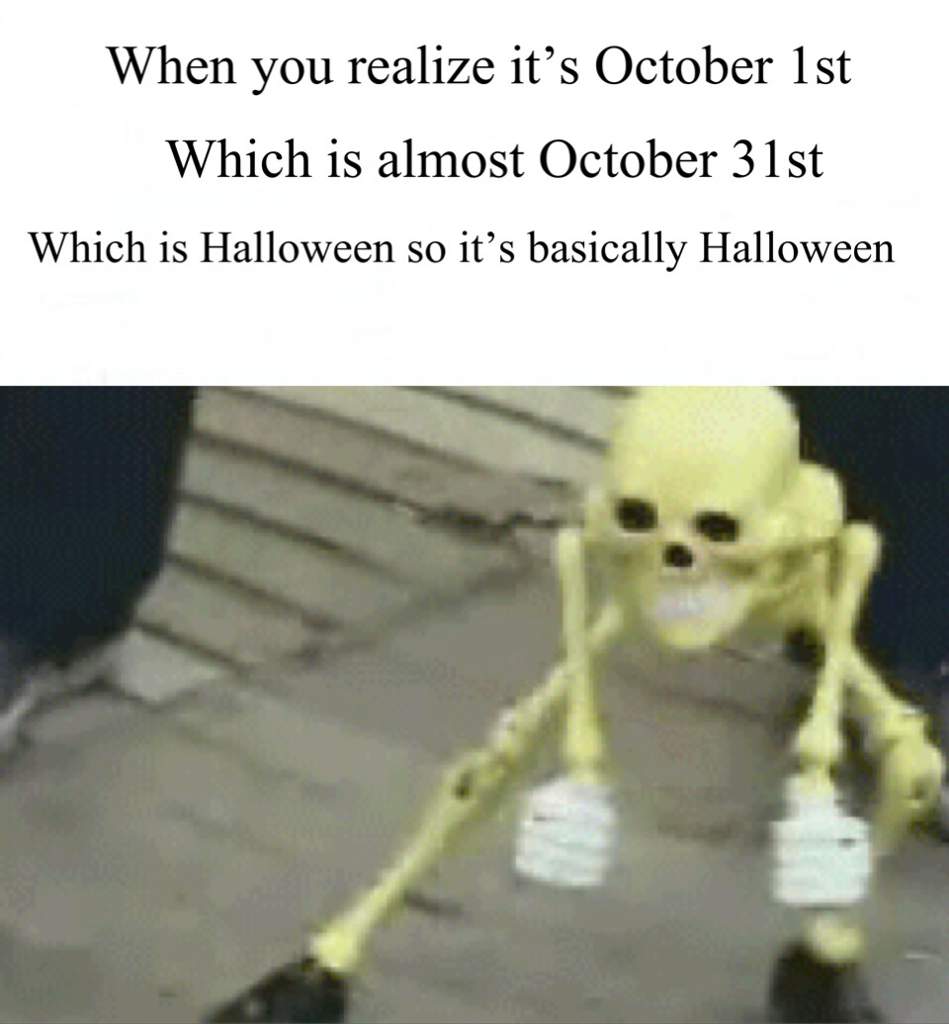 When you realize it’s October 1st
Which is almost October 31st
Which is Halloween so it’s basically Halloween